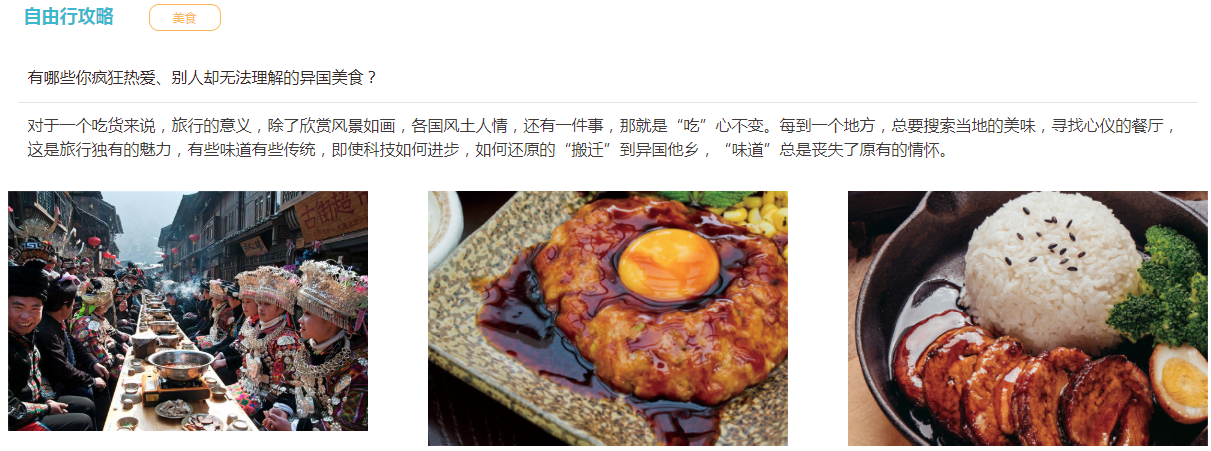 自由行攻略
美食
有哪些你疯狂热爱、别人却无法理解的异国美食？
对于一个吃货来说，旅行的意义，除了欣赏风景如画，各国风土人情，还有一件事，那就是“吃”心不变。每到一个地方，总要搜索当地的美味，寻找心仪的餐厅，
这是旅行独有的魅力，有些味道有些传统，即使科技如何进步，如何还原的“搬迁”到异国他乡，“味道”总是丧失了原有的情怀。
古街超市